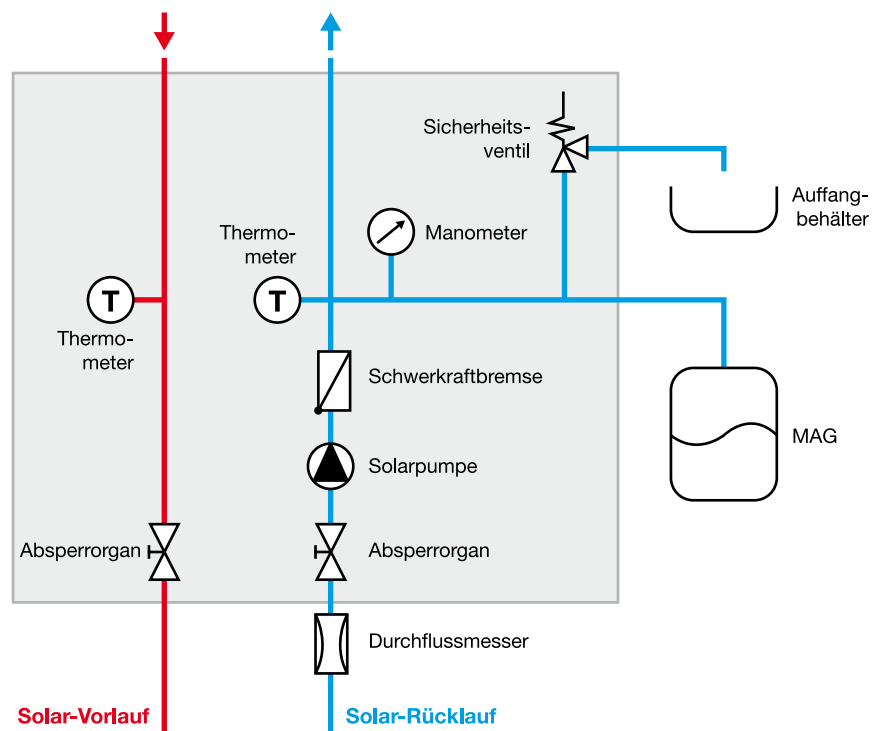 Sicherheits-
ventil
Auffang-
behälter
Thermo-
meter
Manometer
T
T
Thermo-
meter
Schwerkraftbremse
MAG
Solarpumpe
Absperrorgan
Absperrorgan
Durchflussmesser
Solar-Vorlauf
Solar-Rücklauf